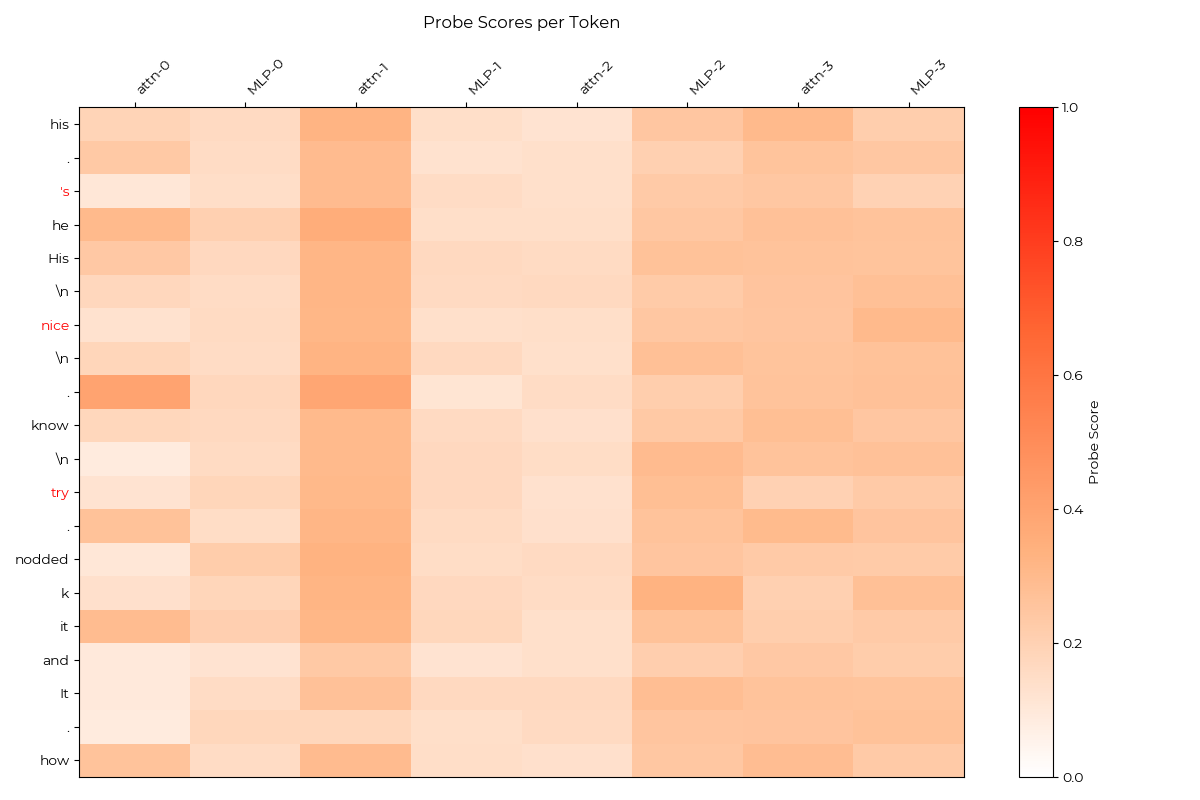 Probe Scores per Token
attn-0 MLP-0 attn-1 MLP-1 attn-2 MLP-2 attn-3 MLP-3
his
.
's
he
His
\n
nice
\n
.
know
\n
try
.
nodded
k
it
and
It
.
how
1.0
0.8
0.6
0.4
0.2
0.0
Probe Score